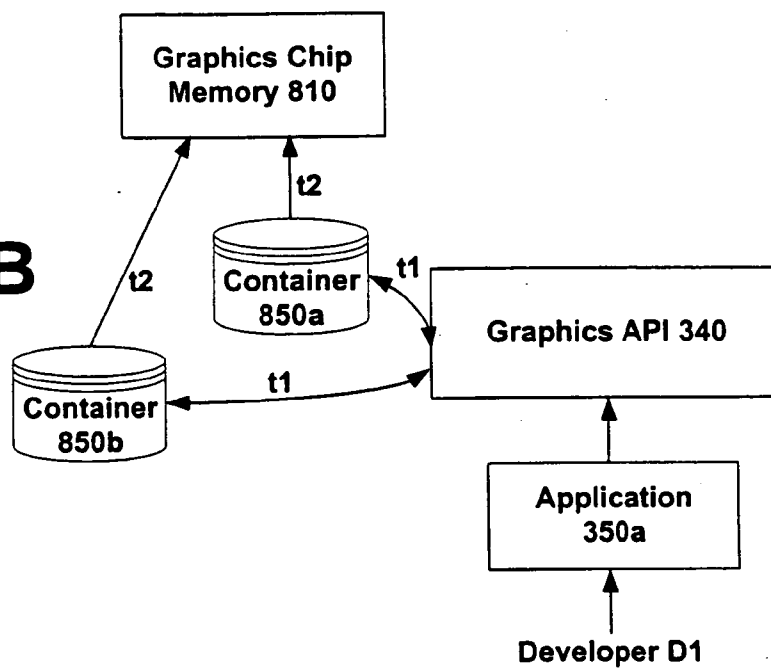 Graphics Chip
Memory 810
t2
t2
B
Container
850a
t1
Graphics API 340
Container
850b
t1
Application
350a
Developer D1